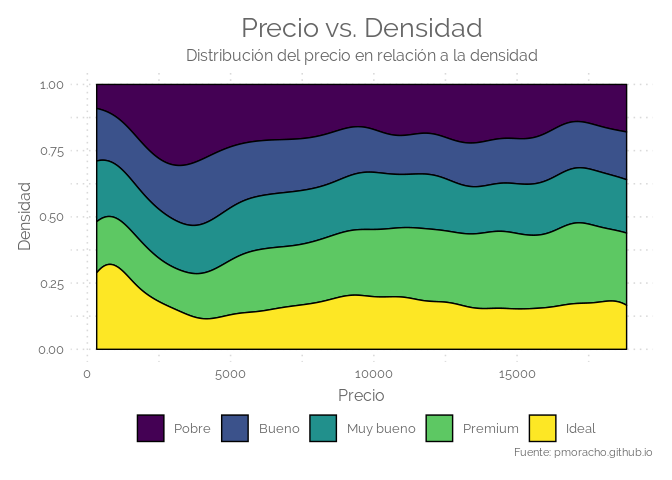 Precio vs. Densidad
Distribución del precio en relación a la densidad
Densidad
1.00
0.75
0.50
0.25
0.00
0 5000 10000 15000
Precio
Pobre Bueno Muy bueno Premium Ideal
Fuente: pmoracho.github.io